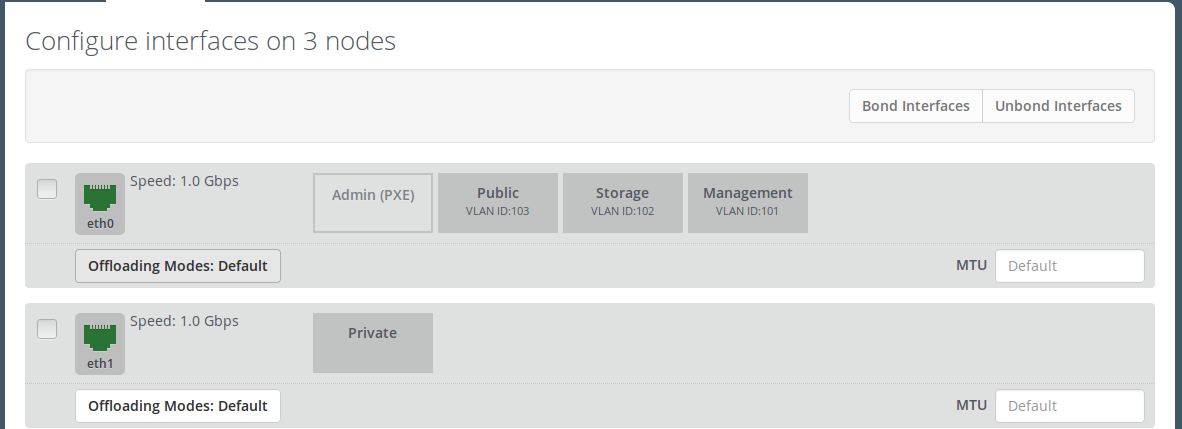 Configure interfaces on 3 nodes
Bond Interfaces Unbond Interfaces
Speed: 1.0 Gbps
eth0
Admin (PXE)
Public
VLAN ID:103
Storage
VLAN ID:102
Management
VLAN ID:101
Offloading Modes: Default
MTU Default
Speed: 1.0 Gbps
eth1
Private
Offloading Modes: Default
MTU Default